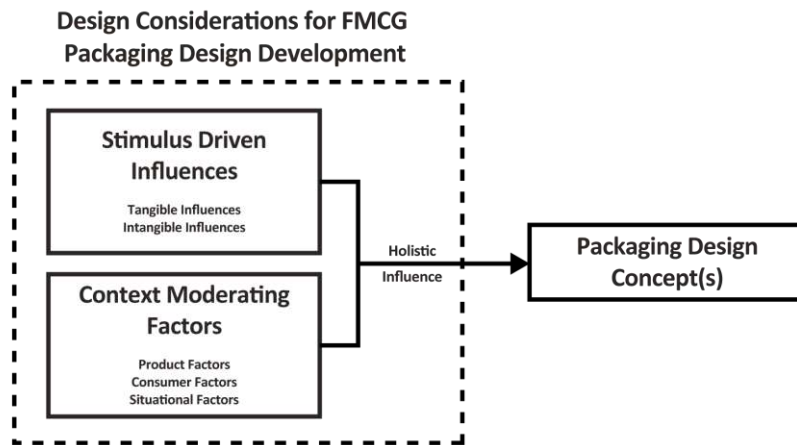 Design Considerations for FMCG
Packaging Design Development
Stimulus Driven
Influences
Tangible Influences
Intangible Influences
Context Moderating
Factors
Product Factors
Consumer Factors
Situational Factors
Holistic
Influence
Packaging Design
Concept(s)